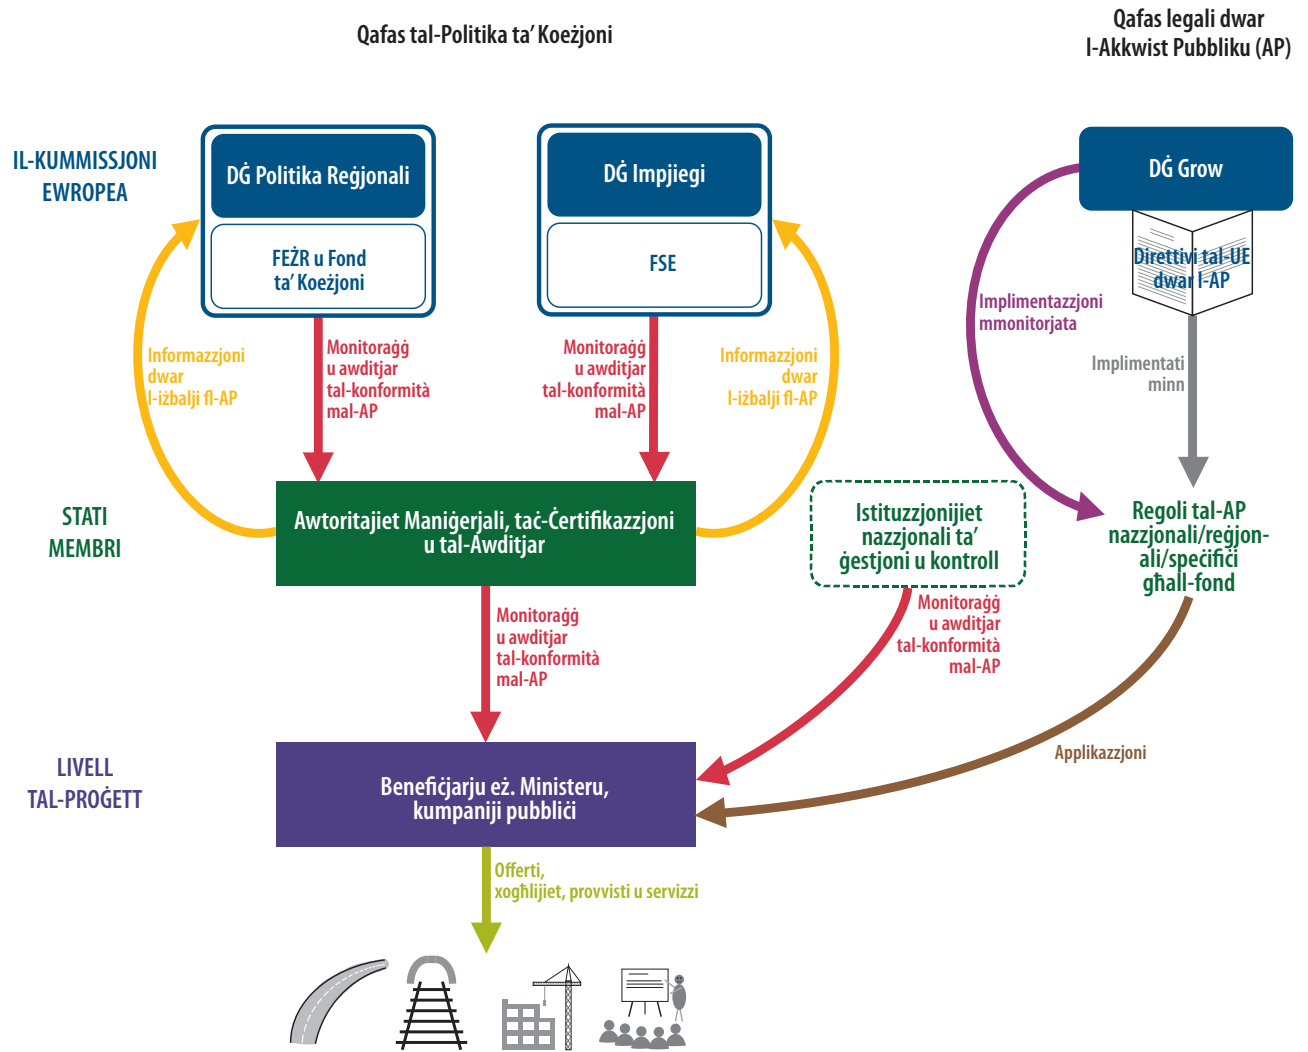 Qafas tal-Politika ta’ Koeżjoni
Qafas legali dwar
l-Akkwist Pubbliku (AP)
IL-KUMMISSJONI
EWROPEA
DĠ Politika Reġjonali
FEŻR u Fond
ta’ Koeżjoni
DĠ Impjiegi
FSE
DĠ Grow
Direttivi tal-UE
dwar l-AP
Informazzjoni
dwar
l-iżbalji fl-AP
Monitoraġġ
u awditjar
tal-konformità
mal-AP
Monitoraġġ
u awditjar
tal-konformità
mal-AP
Informazzjoni
dwar
l-iżbalji fl-AP
Implimentazzjoni
mmonitorjata
Implimentati
minn
STATI
MEMBRI
Awtoritajiet Maniġerjali, taċ-Ċertifikazzjoni
u tal-Awditjar
Istituzzjonijiet
nazzjonali ta’
ġestjoni u kontroll
Regoli tal-AP
nazzjonali/reġjon-
ali/speċifiċi
għall-fond
Monitoraġġ
u awditjar
tal-konformità
mal-AP
Monitoraġġ
u awditjar
tal-konformità
mal-AP
Applikazzjoni
LIVELL
TAL-PROĠETT
Benefiċjarju eż. Ministeru,
kumpaniji pubbliċi
Offerti,
xogħlijiet, provvisti u servizzi